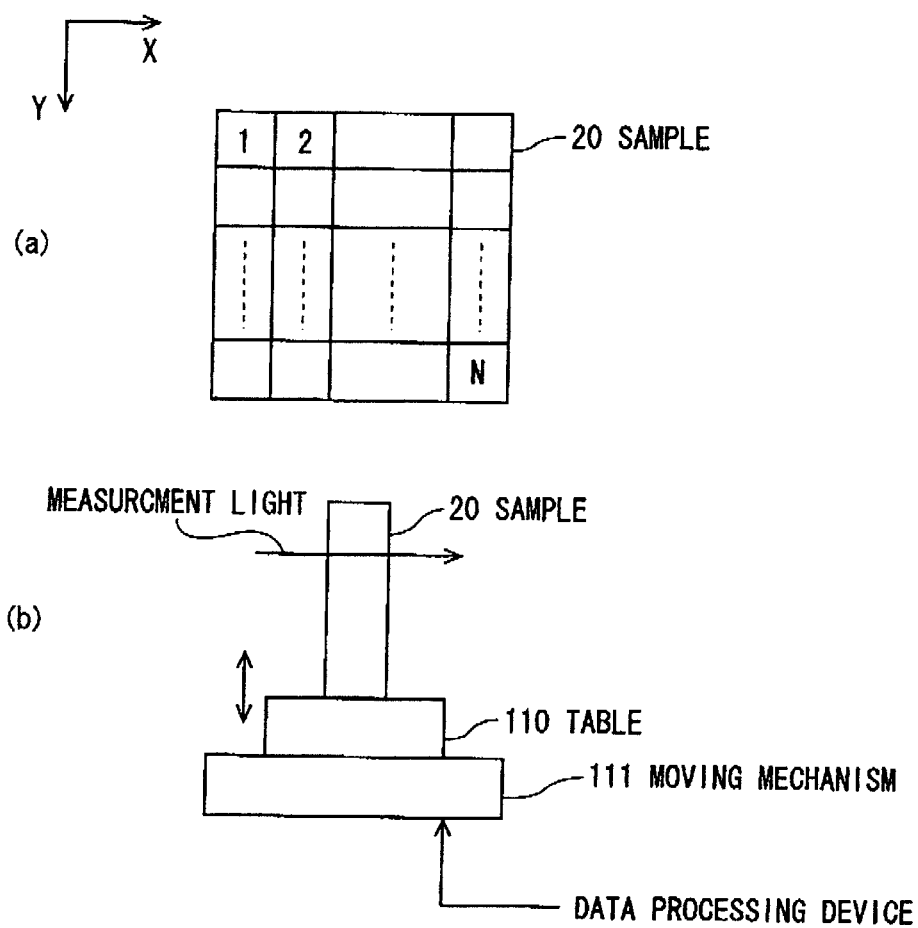 X
Y
1 2
20 SAMPLE
(a)
N
MEASURCMENT LIGHT
20 SAMPLE
(b)
110 TABLE
111 MOVING MECHANISM
DATA PROCESSING DEVICE